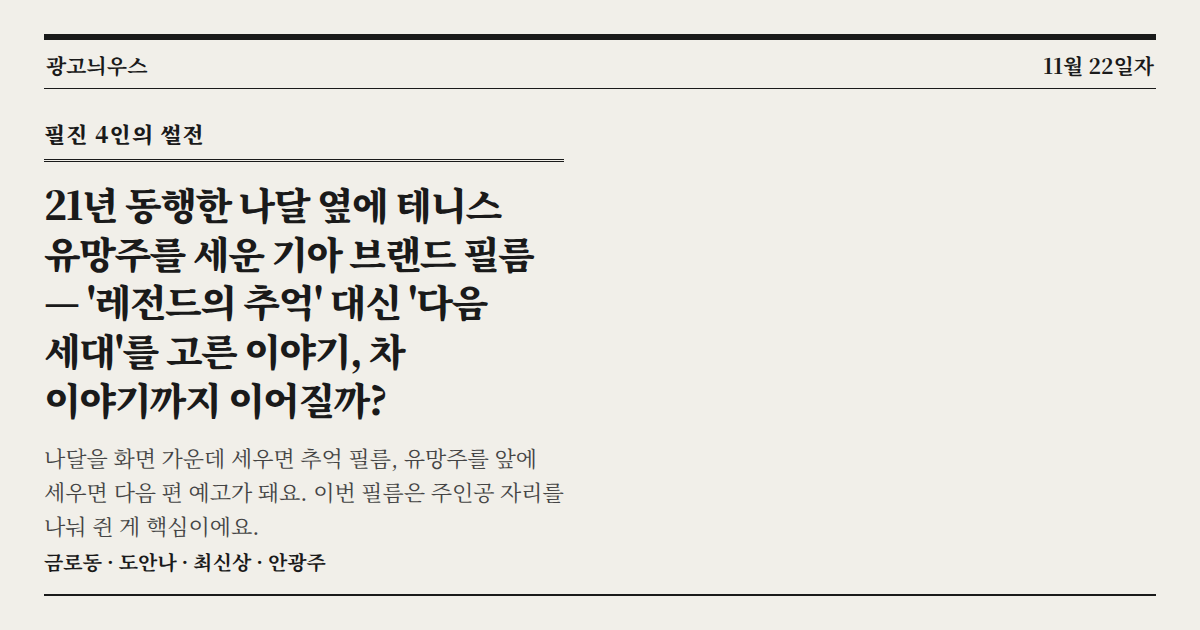 광고늬우스
11월 22일자
필진 4인의 썰전
21년 동행한 나달 옆에 테니스
유망주를 세운 기아 브랜드 필름
— '레전드의 추억' 대신 '다음
세대'를 고른 이야기, 차
이야기까지 이어질까?
나달을 화면 가운데 세우면 추억 필름, 유망주를 앞에
세우면 다음 편 예고가 돼요. 이번 필름은 주인공 자리를
나눠 쥔 게 핵심이에요.
금로동 · 도안나 · 최신상 · 안광주